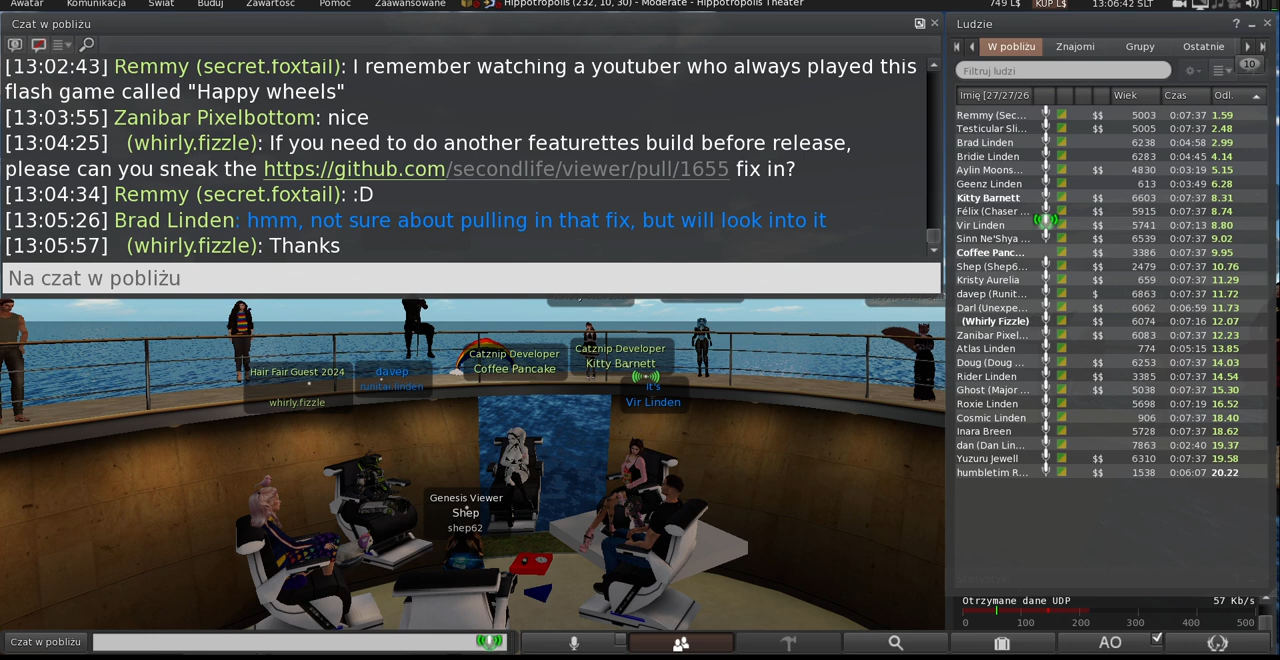 Awatar Komunikacja Świat Buduj Zawartość Pomoc Zaawansowane Hippotropolis (232, 10, 30) - Moderate - Hippotropolis Theater 749 L$ KUP L$ 13:06:42 SLT
Czat w pobliżu
[13:02:43] Remmy (secret.foxtail): I remember watching a youtuber who always played this
flash game called "Happy wheels"
[13:03:55] Zanibar Pixelbottom: nice
[13:04:25] (whirly.fizzle): If you need to do another featurettes build before release,
please can you sneak the https://github.com/secondlife/viewer/pull/1655 fix in?
[13:04:34] Remmy (secret.foxtail): :D
[13:05:26] Brad Linden: hmm, not sure about pulling in that fix, but will look into it
[13:05:57] (whirly.fizzle): Thanks
Na czat w pobliżu
Hair Fair Guest 2024
whirly.fizzle
davep
runitai.linden
Catznip Developer
Coffee Pancake
Catznip Developer
Kitty Barnett
It's
Vir Linden
Genesis Viewer
Shep
shep62
Ludzie
W pobliżu Znajomi Grupy Ostatnie
Filtruj ludzi
10
Imię [27/27/26 Wiek Czas Odl.
Remmy (Sec... $$ 5003 0:07:37 1.59
Testicular Sli... $$ 5005 0:07:37 2.48
Brad Linden 6238 0:04:58 2.99
Bridie Linden 6283 0:04:45 4.14
Aylin Moons... $$ 4830 0:03:19 5.15
Geenz Linden 613 0:03:49 6.28
Kitty Barnett $$ 6603 0:07:37 8.31
Félix (Chaser ... $$ 5915 0:07:37 8.74
Vir Linden $$ 5741 0:07:13 8.80
Sinn Ne'Shya ... $$ 6539 0:07:37 9.02
Coffee Panc... $$ 3386 0:07:37 9.95
Shep (Shep6... $$ 2479 0:07:37 10.76
Kristy Aurelia $$ 659 0:07:37 11.29
davep (Runit... $ 6863 0:07:37 11.72
Darl (Unexpe... $$ 6062 0:06:59 11.73
(Whirly Fizzle) $$ 6074 0:07:16 12.07
Zanibar Pixel... $$ 6083 0:07:37 12.23
Atlas Linden 774 0:05:15 13.85
Doug (Doug ... $$ 6253 0:07:37 14.03
Rider Linden $$ 3385 0:07:37 14.54
Ghost (Major ... $$ 5038 0:07:37 15.30
Roxie Linden 5698 0:07:19 16.52
Cosmic Linden 906 0:07:37 18.40
Inara Breen 5728 0:07:37 18.62
dan (Dan Lin... 7863 0:02:40 19.37
Yuzuru Jewell $$ 6310 0:07:37 19.58
humbletim R... $$ 1538 0:06:07 20.22
Otrzymane dane UDP 57 Kb/s
0 100 200 300 400 500
Czat w pobliżu AO